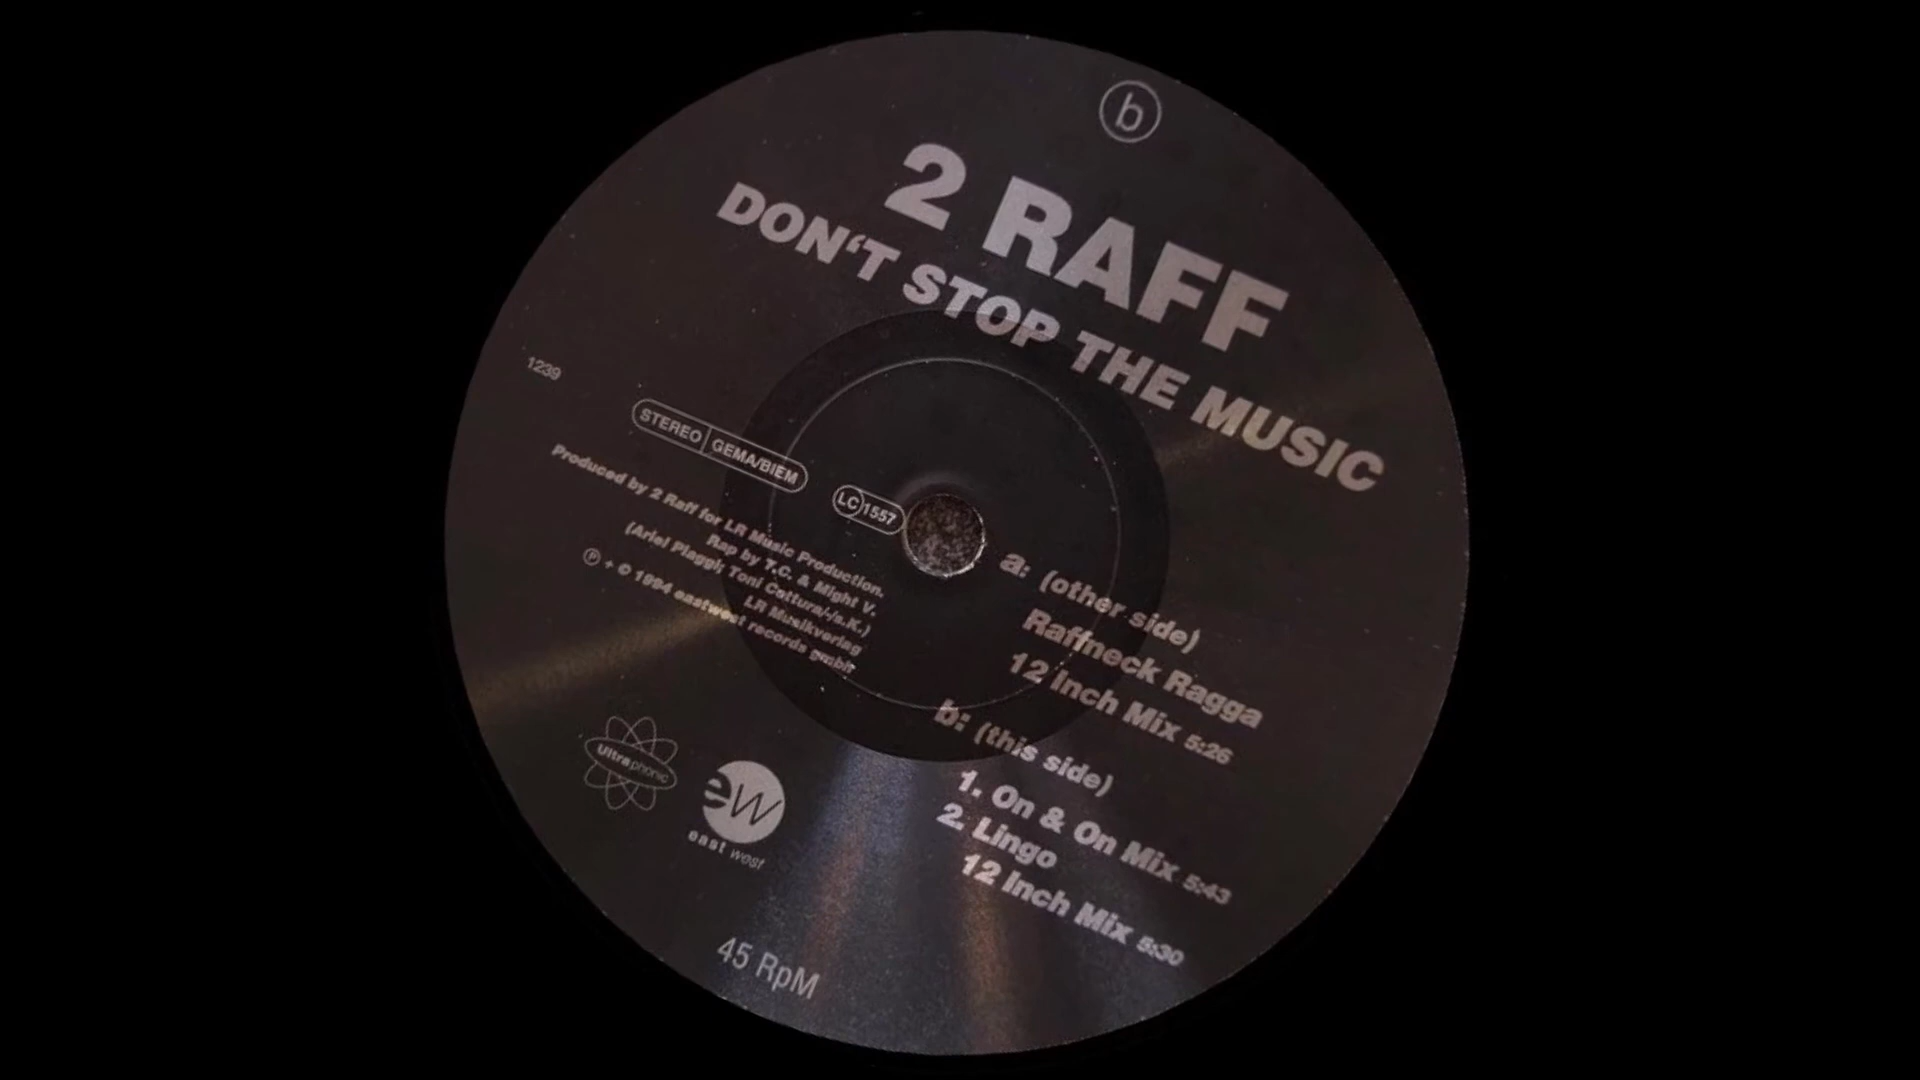 b
2 RAFF
DON'T STOP THE MUSIC
1239
STEREO GEMA/BIEM
LC 1557
Produced by 2 Raff for LR Music Production.
Rap by T.C. & Might V.
(Ariel Piaggi; Toni Cottura/-/s.K.)
LR Musikverlag
Ⓟ + © 1994 eastwest records gmbh
a: (other side)
Raffneck Ragga
12 Inch Mix 5:26
b: (this side)
1. On & On Mix 5:43
2. Lingo
12 Inch Mix 5:30
Ultraphonic
ew
east west
45 RpM